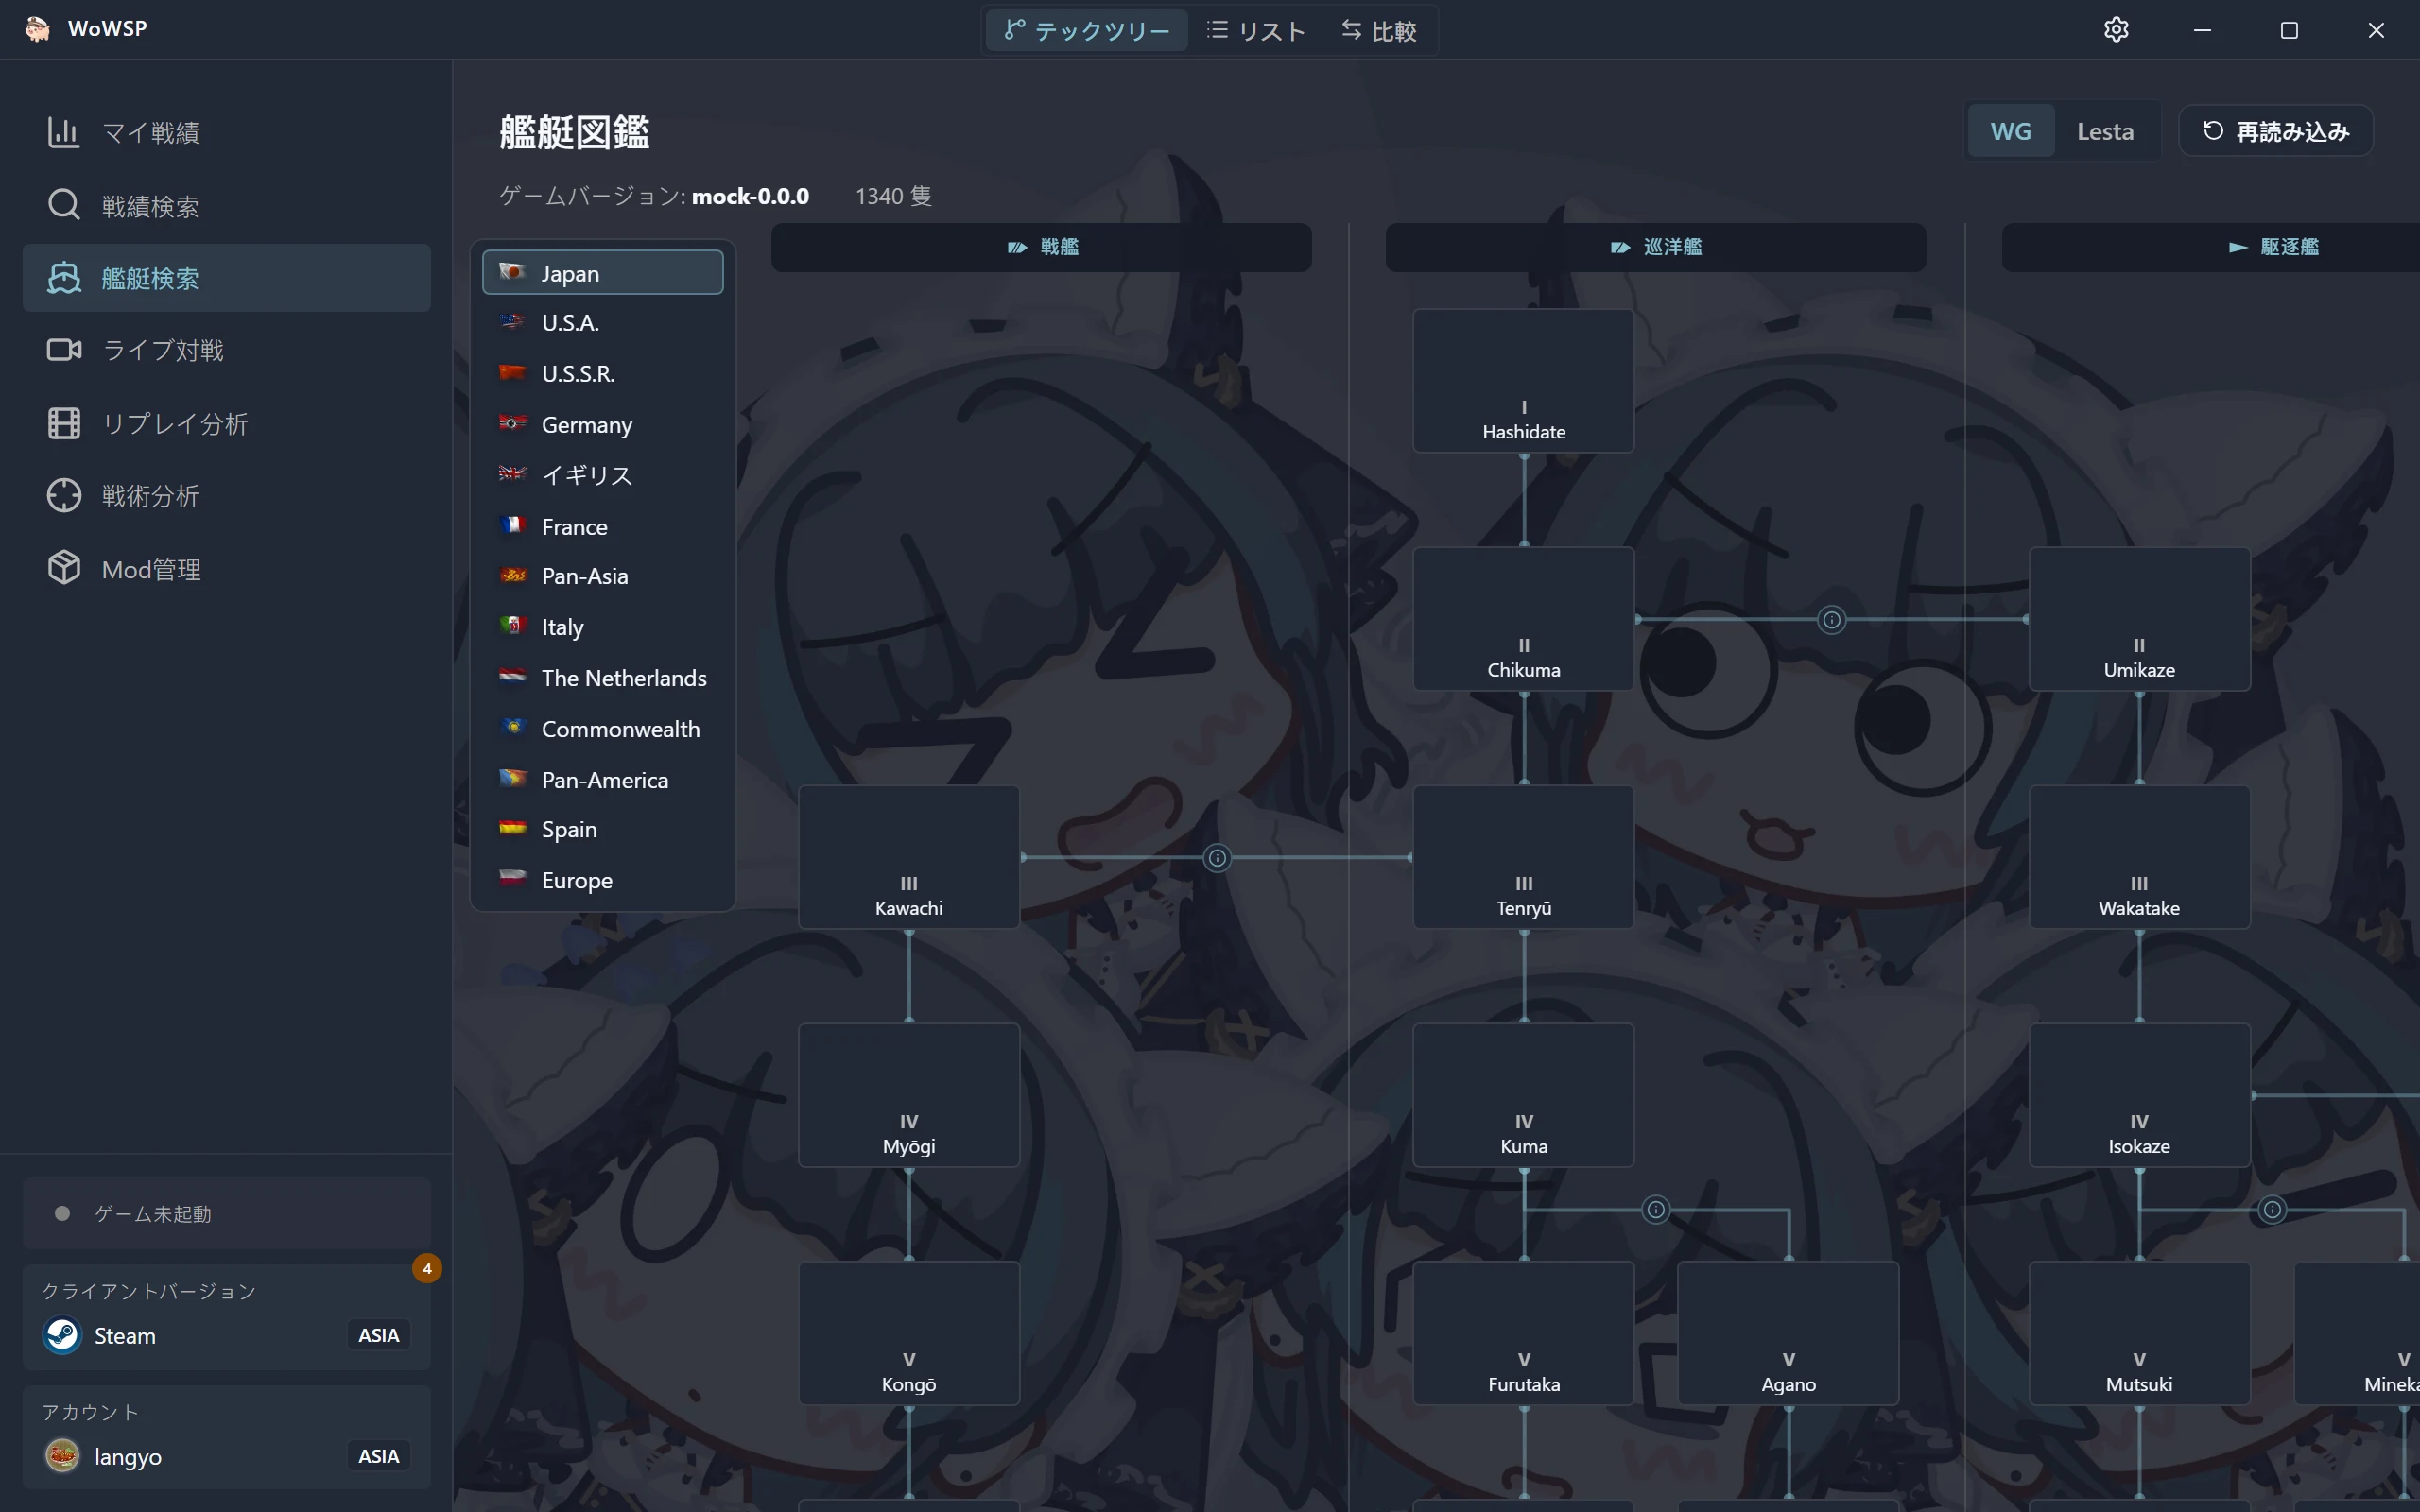 WoWSP
テックツリー
リスト
比較
マイ戦績
戦績検索
艦艇検索
ライブ対戦
リプレイ分析
戦術分析
Mod管理
ゲーム未起動
4
クライアントバージョン
Steam
ASIA
アカウント
langyo
ASIA
艦艇図鑑
WG
Lesta
再読み込み
ゲームバージョン: mock-0.0.0
1340 隻
Japan
U.S.A.
U.S.S.R.
Germany
イギリス
France
Pan-Asia
Italy
The Netherlands
Commonwealth
Pan-America
Spain
Europe
戦艦
巡洋艦
駆逐艦
I
Hashidate
II
Chikuma
II
Umikaze
III
Kawachi
III
Tenryū
III
Wakatake
IV
Myōgi
IV
Kuma
IV
Isokaze
V
Kongō
V
Furutaka
V
Agano
V
Mutsuki
V